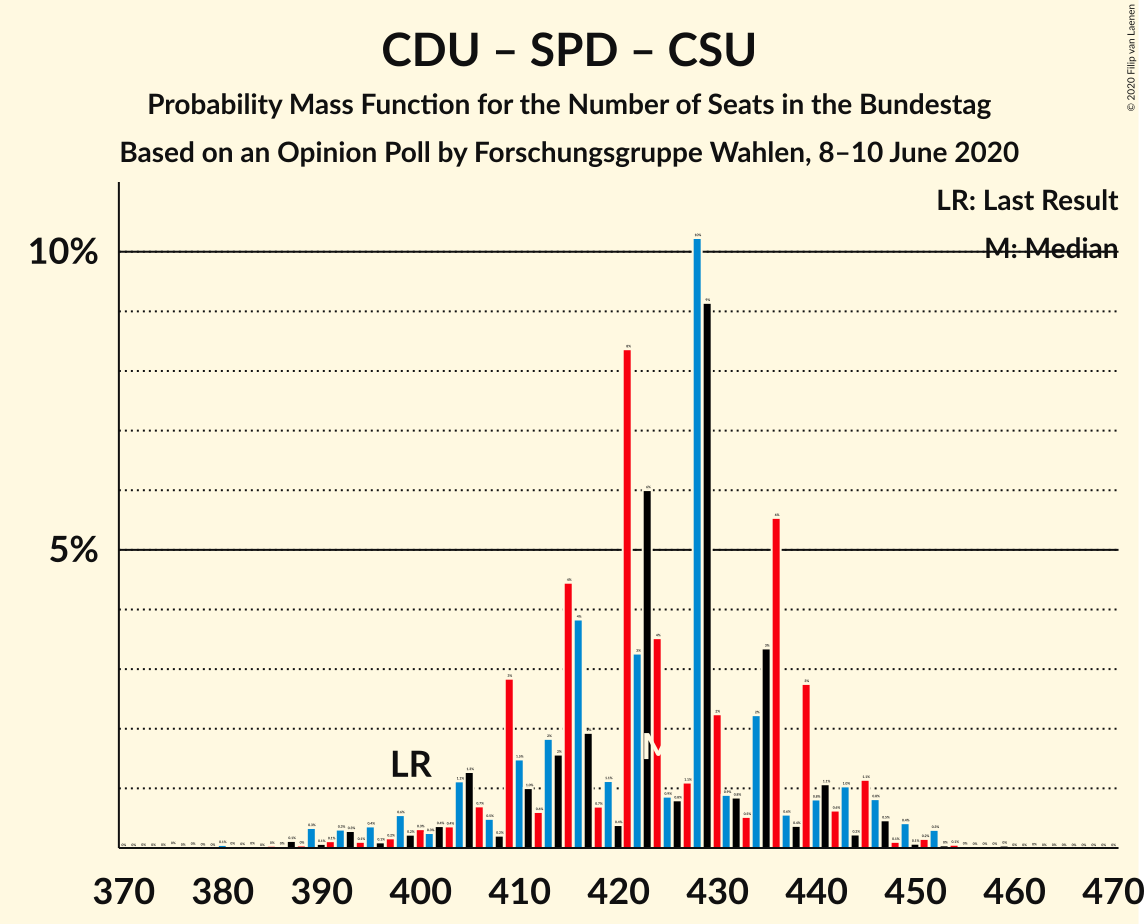 CDU – SPD – CSU
Probability Mass Function for the Number of Seats in the Bundestag
Based on an Opinion Poll by Forschungsgruppe Wahlen, 8–10 June 2020
© 2020 Filip van Laenen
LR: Last Result
M: Median
10%
5%
LR
M
370 380 390 400 410 420 430 440 450 460 470